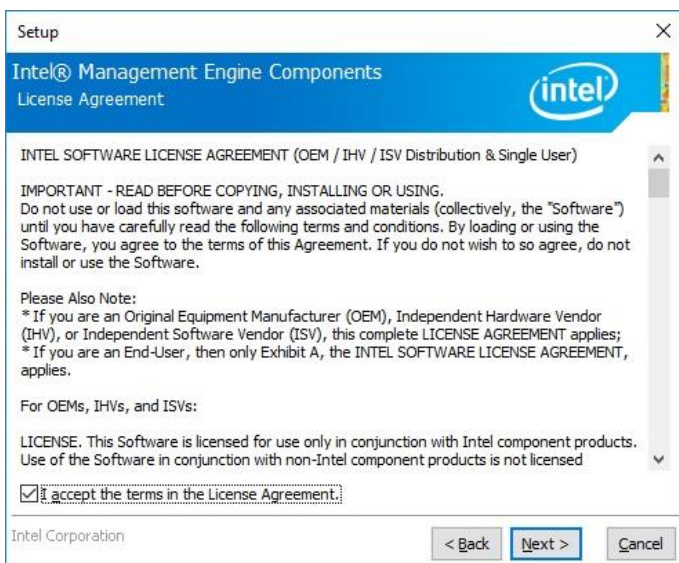 Setup
Intel® Management Engine Components
License Agreement
intel
INTEL SOFTWARE LICENSE AGREEMENT (OEM / IHV / ISV Distribution & Single User)
IMPORTANT - READ BEFORE COPYING, INSTALLING OR USING.
Do not use or load this software and any associated materials (collectively, the "Software")
until you have carefully read the following terms and conditions. By loading or using the
Software, you agree to the terms of this Agreement. If you do not wish to so agree, do not
install or use the Software.
Please Also Note:
* If you are an Original Equipment Manufacturer (OEM), Independent Hardware Vendor
(IHV), or Independent Software Vendor (ISV), this complete LICENSE AGREEMENT applies;
* If you are an End-User, then only Exhibit A, the INTEL SOFTWARE LICENSE AGREEMENT,
applies.
For OEMs, IHVs, and ISVs:
LICENSE. This Software is licensed for use only in conjunction with Intel component products.
Use of the Software in conjunction with non-Intel component products is not licensed
I accept the terms in the License Agreement.
Intel Corporation
< Back
Next >
Cancel